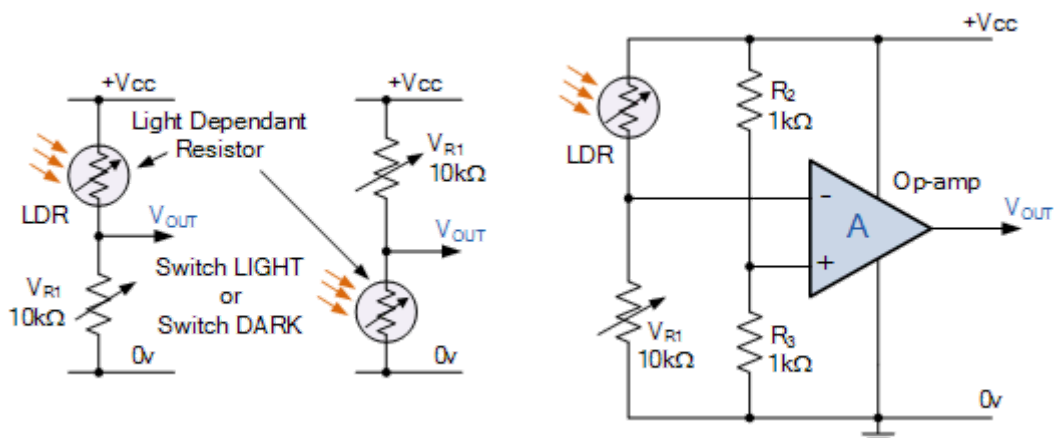 +Vcc
LDR
VR1
10kΩ
VOUT
0v
Light Dependant
Resistor
Switch LIGHT
or
Switch DARK
+Vcc
VR1
10kΩ
VOUT
0v
+Vcc
LDR
R2
1kΩ
Op-amp
-
A
+
VOUT
VR1
10kΩ
R3
1kΩ
0v